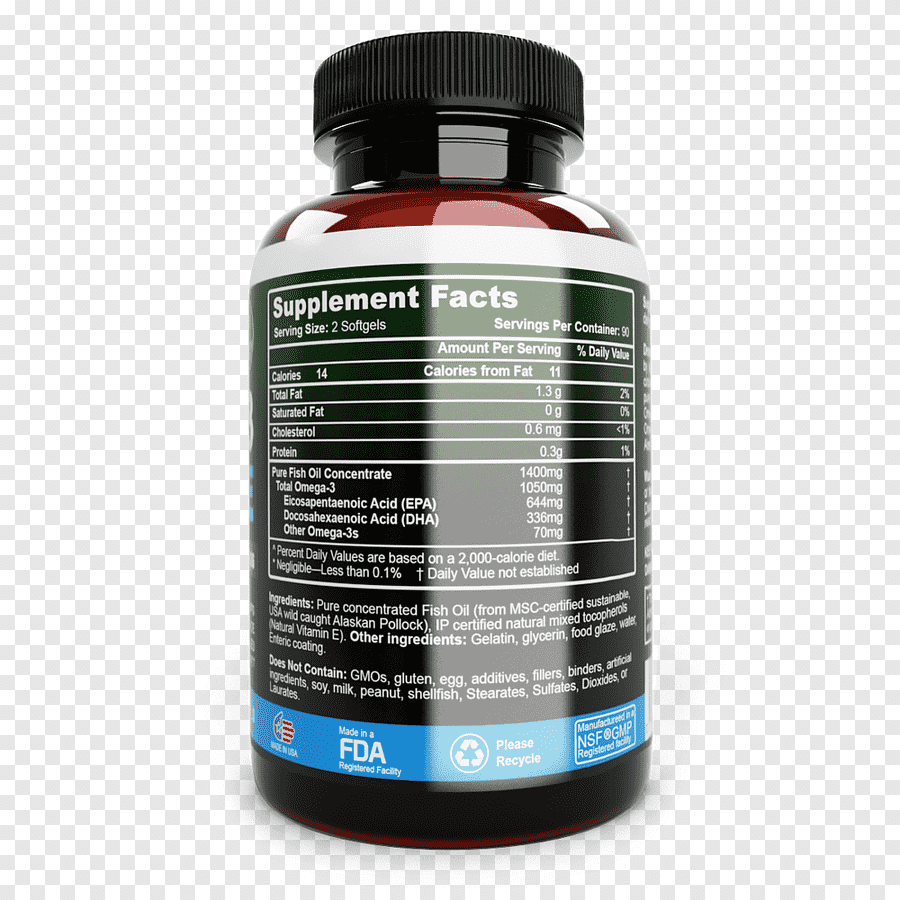 Supplement Facts
Serving Size: 2 Softgels Servings Per Container: 90
Amount Per Serving % Daily Value
Calories 14 Calories from Fat 11
Total Fat 1.3 g 2%
Saturated Fat 0 g 0%
Cholesterol 0.6 mg <1%
Protein 0.3g 1%
Pure Fish Oil Concentrate 1400mg †
Total Omega-3 1050mg †
Eicosapentaenoic Acid (EPA) 644mg †
Docosahexaenoic Acid (DHA) 336mg †
Other Omega-3s 70mg †
^ Percent Daily Values are based on a 2,000-calorie diet.
* Negligible—Less than 0.1% † Daily Value not established
Ingredients: Pure concentrated Fish Oil (from MSC-certified sustainable,
USA wild caught Alaskan Pollock), IP certified natural mixed tocopherols
(Natural Vitamin E). Other ingredients: Gelatin, glycerin, food glaze, water,
Enteric coating.
Does Not Contain: GMOs, gluten, egg, additives, fillers, binders, artificial
ingredients, soy, milk, peanut, shellfish, Stearates, Sulfates, Dioxides, or
Laurates.
MADE IN USA
Made in a
FDA
Registered Facility
Please
Recycle
Manufactureed in a
NSF®GMP
Registered facility